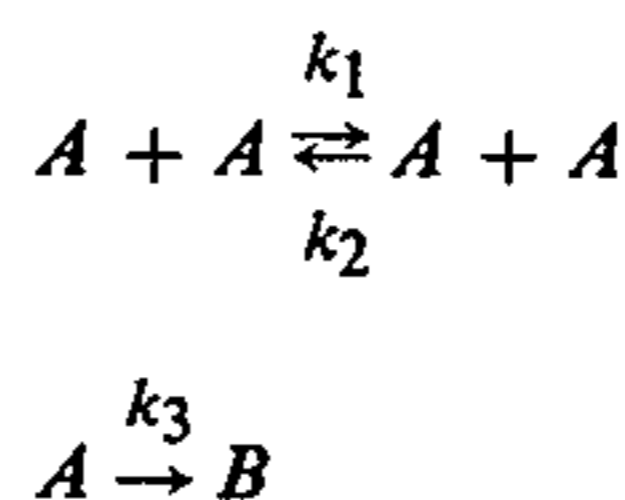 k1
A + A ⇄ A + A
k2
k3
A → B